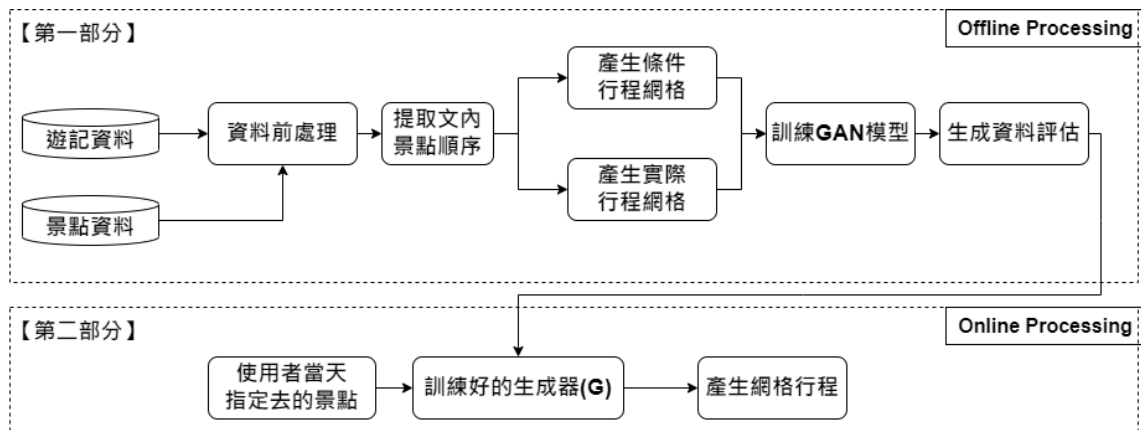 【第一部分】
Offline Processing
遊記資料
景點資料
資料前處理
提取文內
景點順序
產生條件
行程網格
產生實際
行程網格
訓練GAN模型
生成資料評估
【第二部分】
Online Processing
使用者當天
指定去的景點
訓練好的生成器(G)
產生網格行程